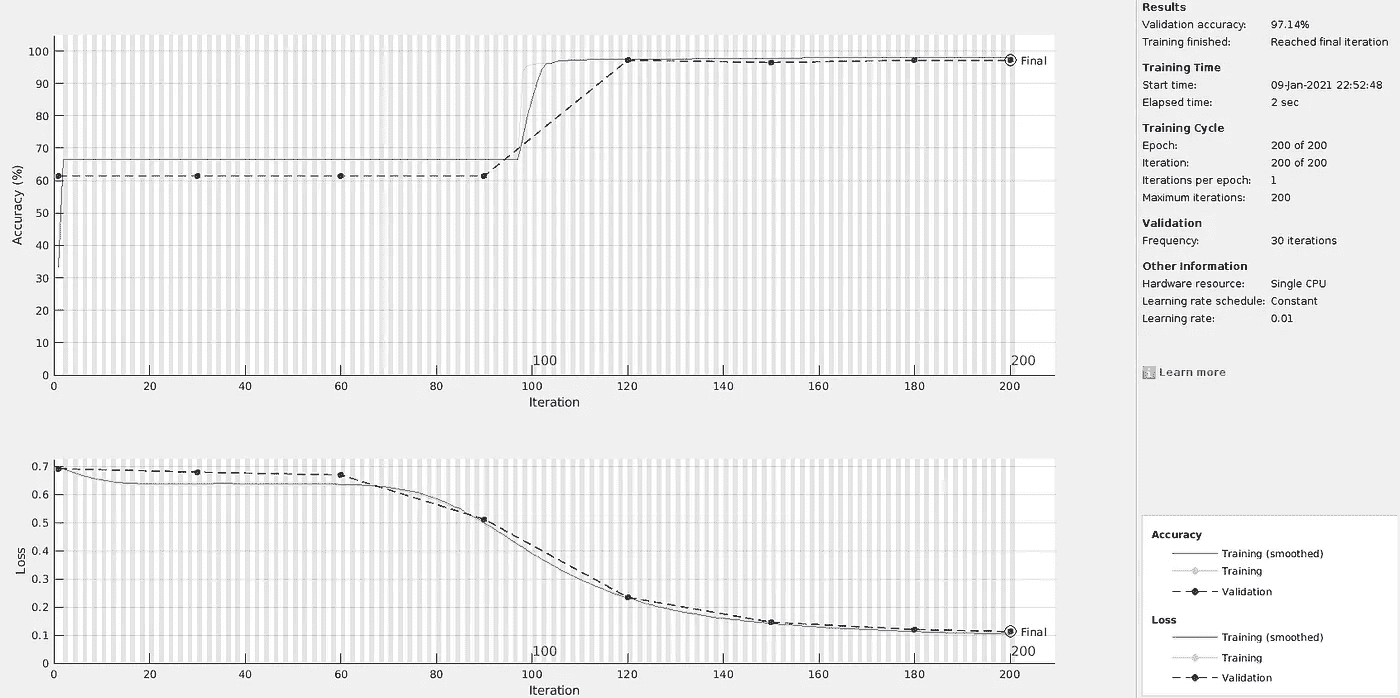 100
90
80
70
60
50
40
30
20
10
0
Accuracy (%)
Final
100
200
0 20 40 60 80 100 120 140 160 180 200
Iteration
0.7
0.6
0.5
0.4
0.3
0.2
0.1
0
Loss
Final
100
200
0 20 40 60 80 100 120 140 160 180 200
Iteration
Results
Validation accuracy: 97.14%
Training finished: Reached final iteration
Training Time
Start time: 09-Jan-2021 22:52:48
Elapsed time: 2 sec
Training Cycle
Epoch: 200 of 200
Iteration: 200 of 200
Iterations per epoch: 1
Maximum iterations: 200
Validation
Frequency: 30 iterations
Other Information
Hardware resource: Single CPU
Learning rate schedule: Constant
Learning rate: 0.01
Learn more
Accuracy
Training (smoothed)
Training
Validation
Loss
Training (smoothed)
Training
Validation